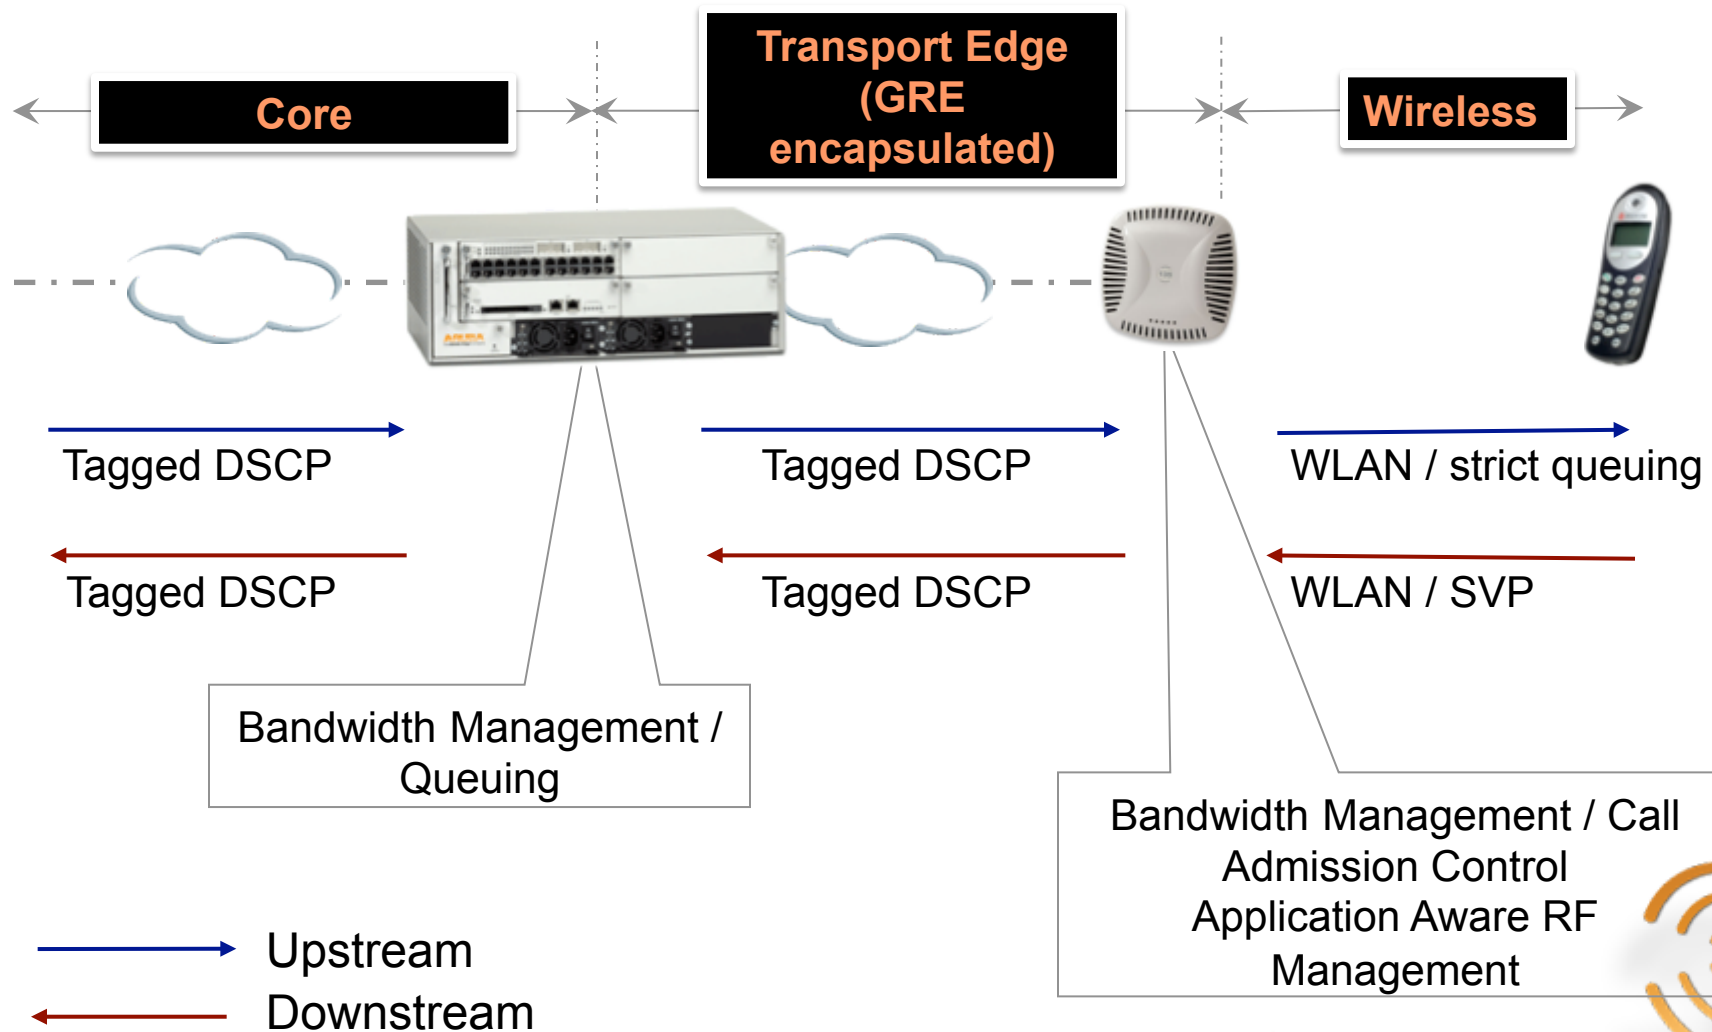 Transport Edge
(GRE
encapsulated)
Core
Wireless
ARUBA
Tagged DSCP
Tagged DSCP
WLAN / strict queuing
Tagged DSCP
Tagged DSCP
WLAN / SVP
Bandwidth Management /
Queuing
Bandwidth Management / Call
Admission Control
Application Aware RF
Management
Upstream
Downstream